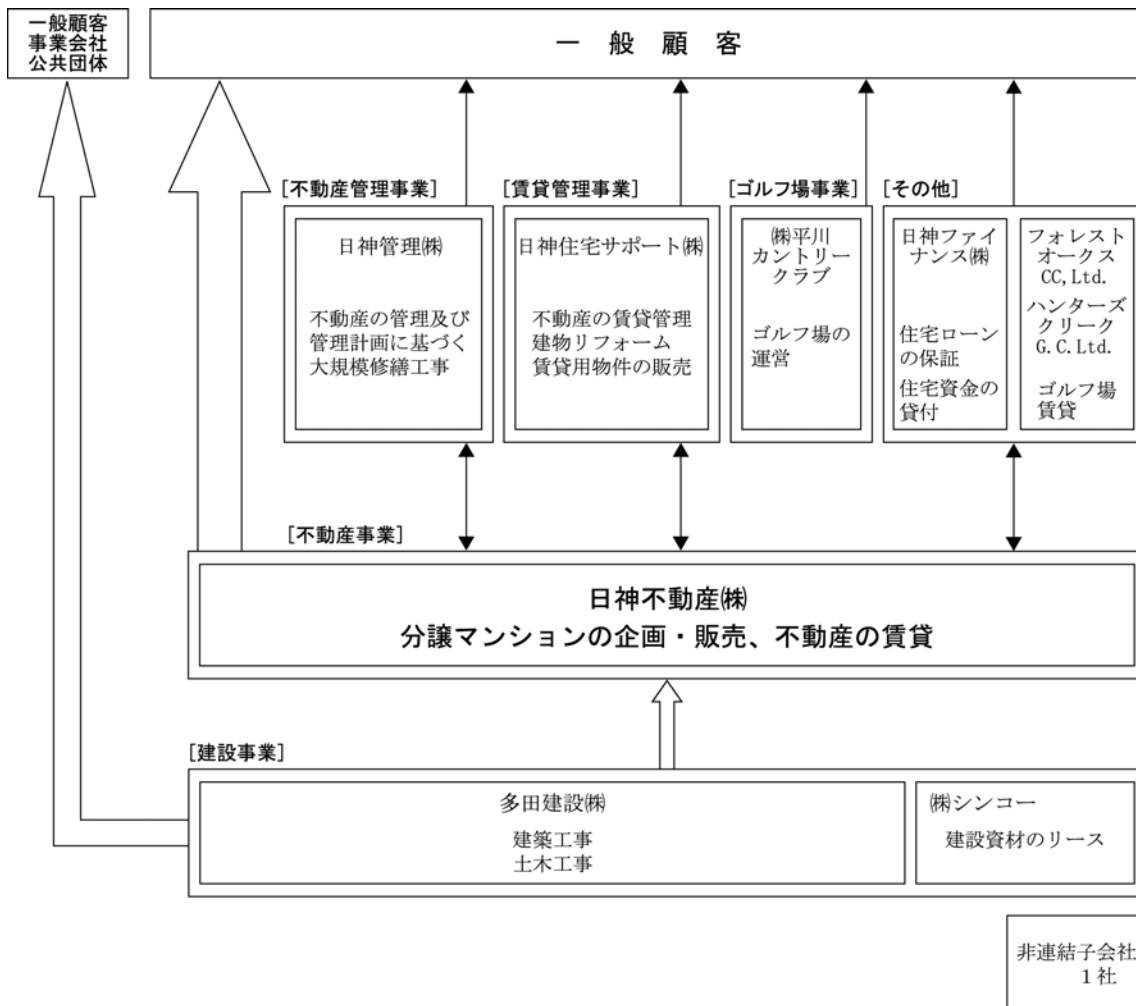 一般顧客
事業会社
公共団体
一 般 顧 客
[不動産管理事業]
日神管理㈱
不動産の管理及び
管理計画に基づく
大規模修繕工事
[賃貸管理事業]
日神住宅サポート㈱
不動産の賃貸管理
建物リフォーム
賃貸用物件の販売
[ゴルフ場事業]
㈱平川
カントリー
クラブ
ゴルフ場の
運営
[その他]
日神ファイ
ナンス㈱
住宅ローン
の保証
住宅資金の
貸付
フォレスト
オークス
CC, Ltd.
ハンターズ
クリーク
G. C. Ltd.
ゴルフ場
賃貸
[不動産事業]
日神不動産㈱
分譲マンションの企画・販売、不動産の賃貸
[建設事業]
多田建設㈱
建築工事
土木工事
㈱シンコー
建設資材のリース
非連結子会社
1 社